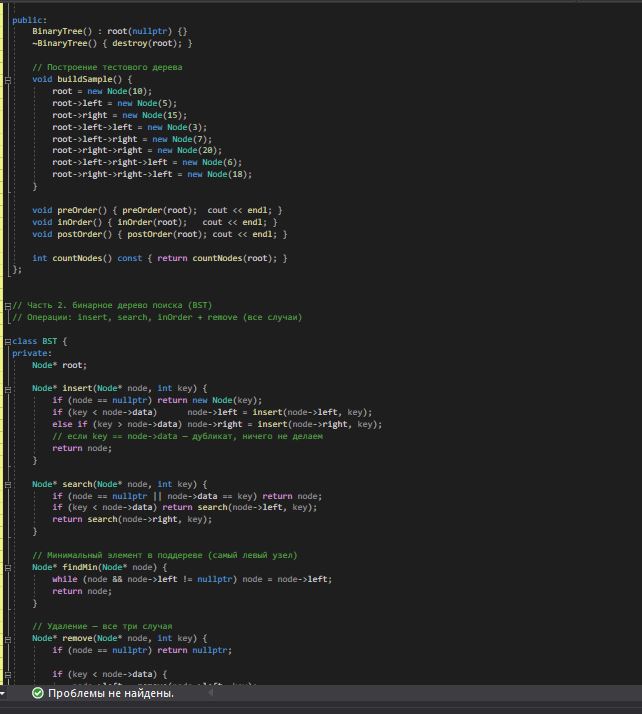 public:
    BinaryTree() : root(nullptr) {}
    ~BinaryTree() { destroy(root); }

    // Построение тестового дерева
    void buildSample() {
        root = new Node(10);
        root->left = new Node(5);
        root->right = new Node(15);
        root->left->left = new Node(3);
        root->left->right = new Node(7);
        root->right->right = new Node(20);
        root->left->right->left = new Node(6);
        root->right->right->left = new Node(18);
    }

    void preOrder() { preOrder(root);  cout << endl; }
    void inOrder() { inOrder(root);   cout << endl; }
    void postOrder() { postOrder(root); cout << endl; }

    int countNodes() const { return countNodes(root); }
};

// Часть 2. бинарное дерево поиска (BST)
// Операции: insert, search, inOrder + remove (все случаи)

class BST {
private:
    Node* root;

    Node* insert(Node* node, int key) {
        if (node == nullptr) return new Node(key);
        if (key < node->data)      node->left = insert(node->left, key);
        else if (key > node->data) node->right = insert(node->right, key);
        // если key == node->data — дубликат, ничего не делаем
        return node;
    }

    Node* search(Node* node, int key) {
        if (node == nullptr || node->data == key) return node;
        if (key < node->data) return search(node->left, key);
        return search(node->right, key);
    }

    // Минимальный элемент в поддереве (самый левый узел)
    Node* findMin(Node* node) {
        while (node && node->left != nullptr) node = node->left;
        return node;
    }

    // Удаление — все три случая
    Node* remove(Node* node, int key) {
        if (node == nullptr) return nullptr;

        if (key < node->data) {
Проблемы не найдены.